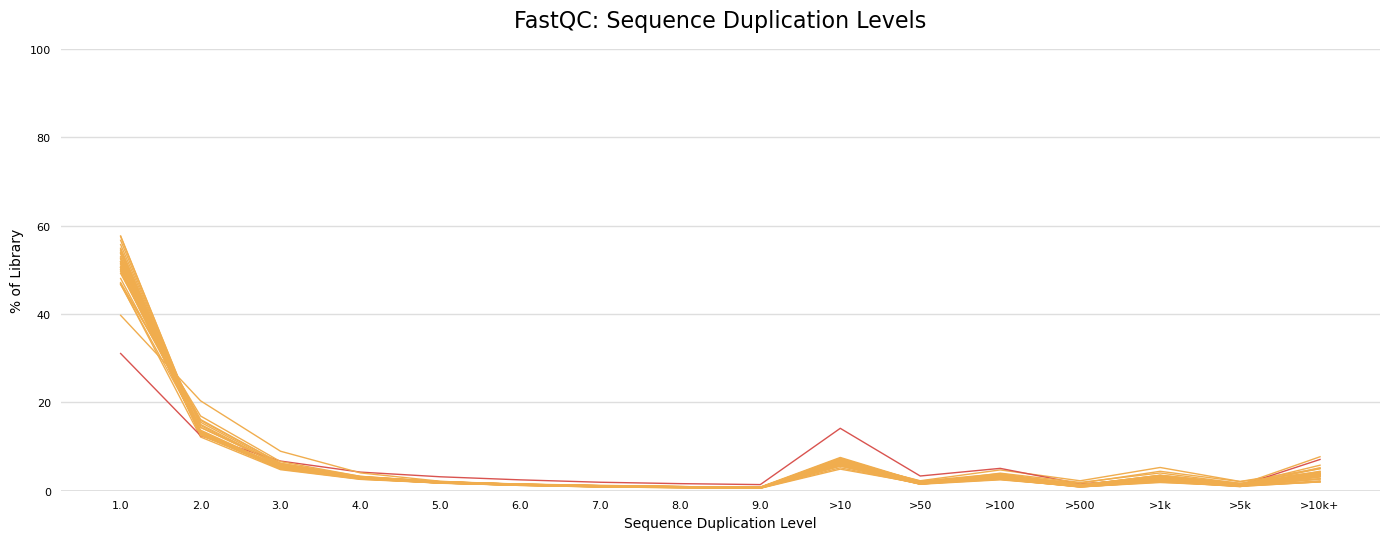 FastQC: Sequence Duplication Levels
100
80
60
40
20
0
% of Library
1.0 2.0 3.0 4.0 5.0 6.0 7.0 8.0 9.0 >10 >50 >100 >500 >1k >5k >10k+
Sequence Duplication Level